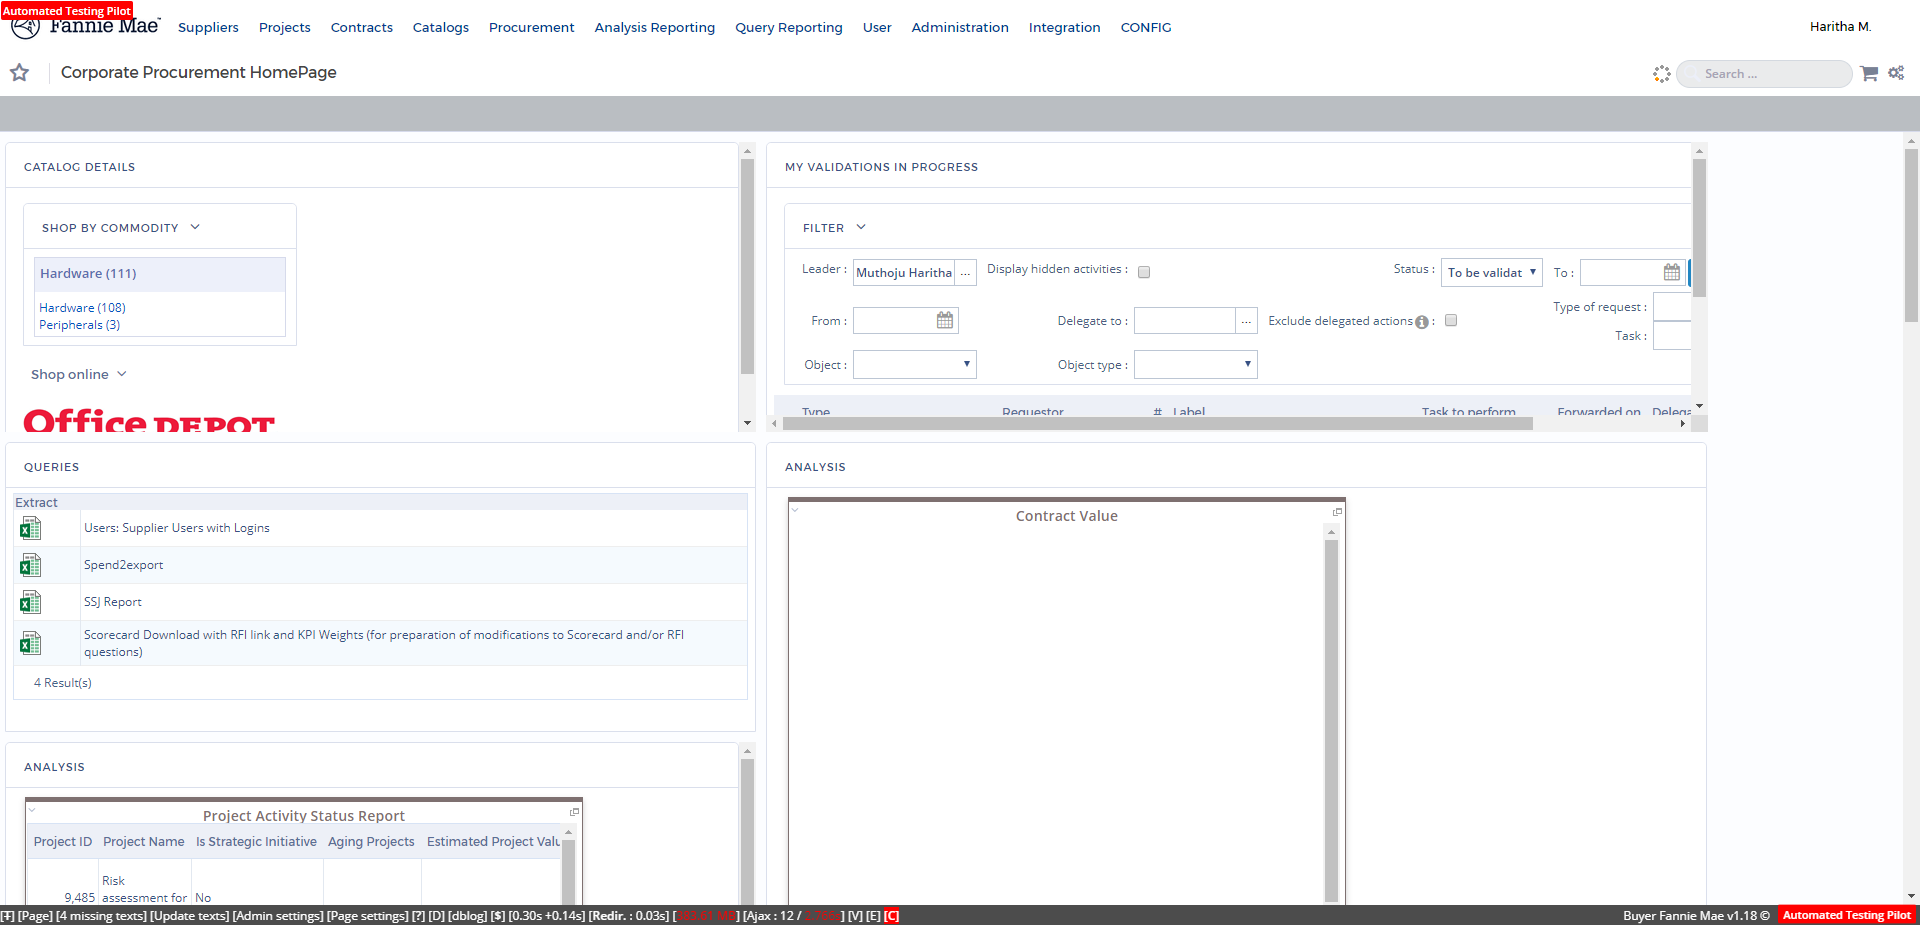 Automated Testing Pilot
Fannie Mae
Suppliers Projects Contracts Catalogs Procurement Analysis Reporting Query Reporting User Administration Integration CONFIG
Haritha M.
Corporate Procurement HomePage
Search ...
CATALOG DETAILS
SHOP BY COMMODITY
Hardware (111)
Hardware (108)
Peripherals (3)
Shop online
Office DEPOT
MY VALIDATIONS IN PROGRESS
FILTER
Leader : Muthoju Haritha ... Display hidden activities : Status : To be validat To :
Type of request :
From : Delegate to : ... Exclude delegated actions :
Task :
Object : Object type :
Type Requestor # Label Task to perform Forwarded on Delega
QUERIES
Extract
Users: Supplier Users with Logins
Spend2export
SSJ Report
Scorecard Download with RFI link and KPI Weights (for preparation of modifications to Scorecard and/or RFI
questions)
4 Result(s)
ANALYSIS
Contract Value
ANALYSIS
Project Activity Status Report
Project ID Project Name Is Strategic Initiative Aging Projects Estimated Project Valu
Risk
9,485 assessment for No
[T] [Page] [4 missing texts] [Update texts] [Admin settings] [Page settings] [?] [D] [dblog] [$] [0.30s +0.14s] [Redir. : 0.03s] [ ] [Ajax : 12 / ] [V] [E] [C]
Buyer Fannie Mae v1.18 © Automated Testing Pilot